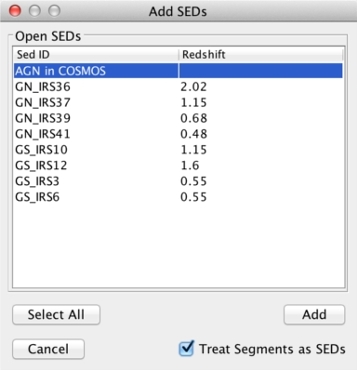 Add SEDs
Open SEDs
Sed ID Redshift
AGN in COSMOS
GN_IRS36 2.02
GN_IRS37 1.15
GN_IRS39 0.68
GN_IRS41 0.48
GS_IRS10 1.15
GS_IRS12 1.6
GS_IRS3 0.55
GS_IRS6 0.55
Select All Add
Cancel Treat Segments as SEDs